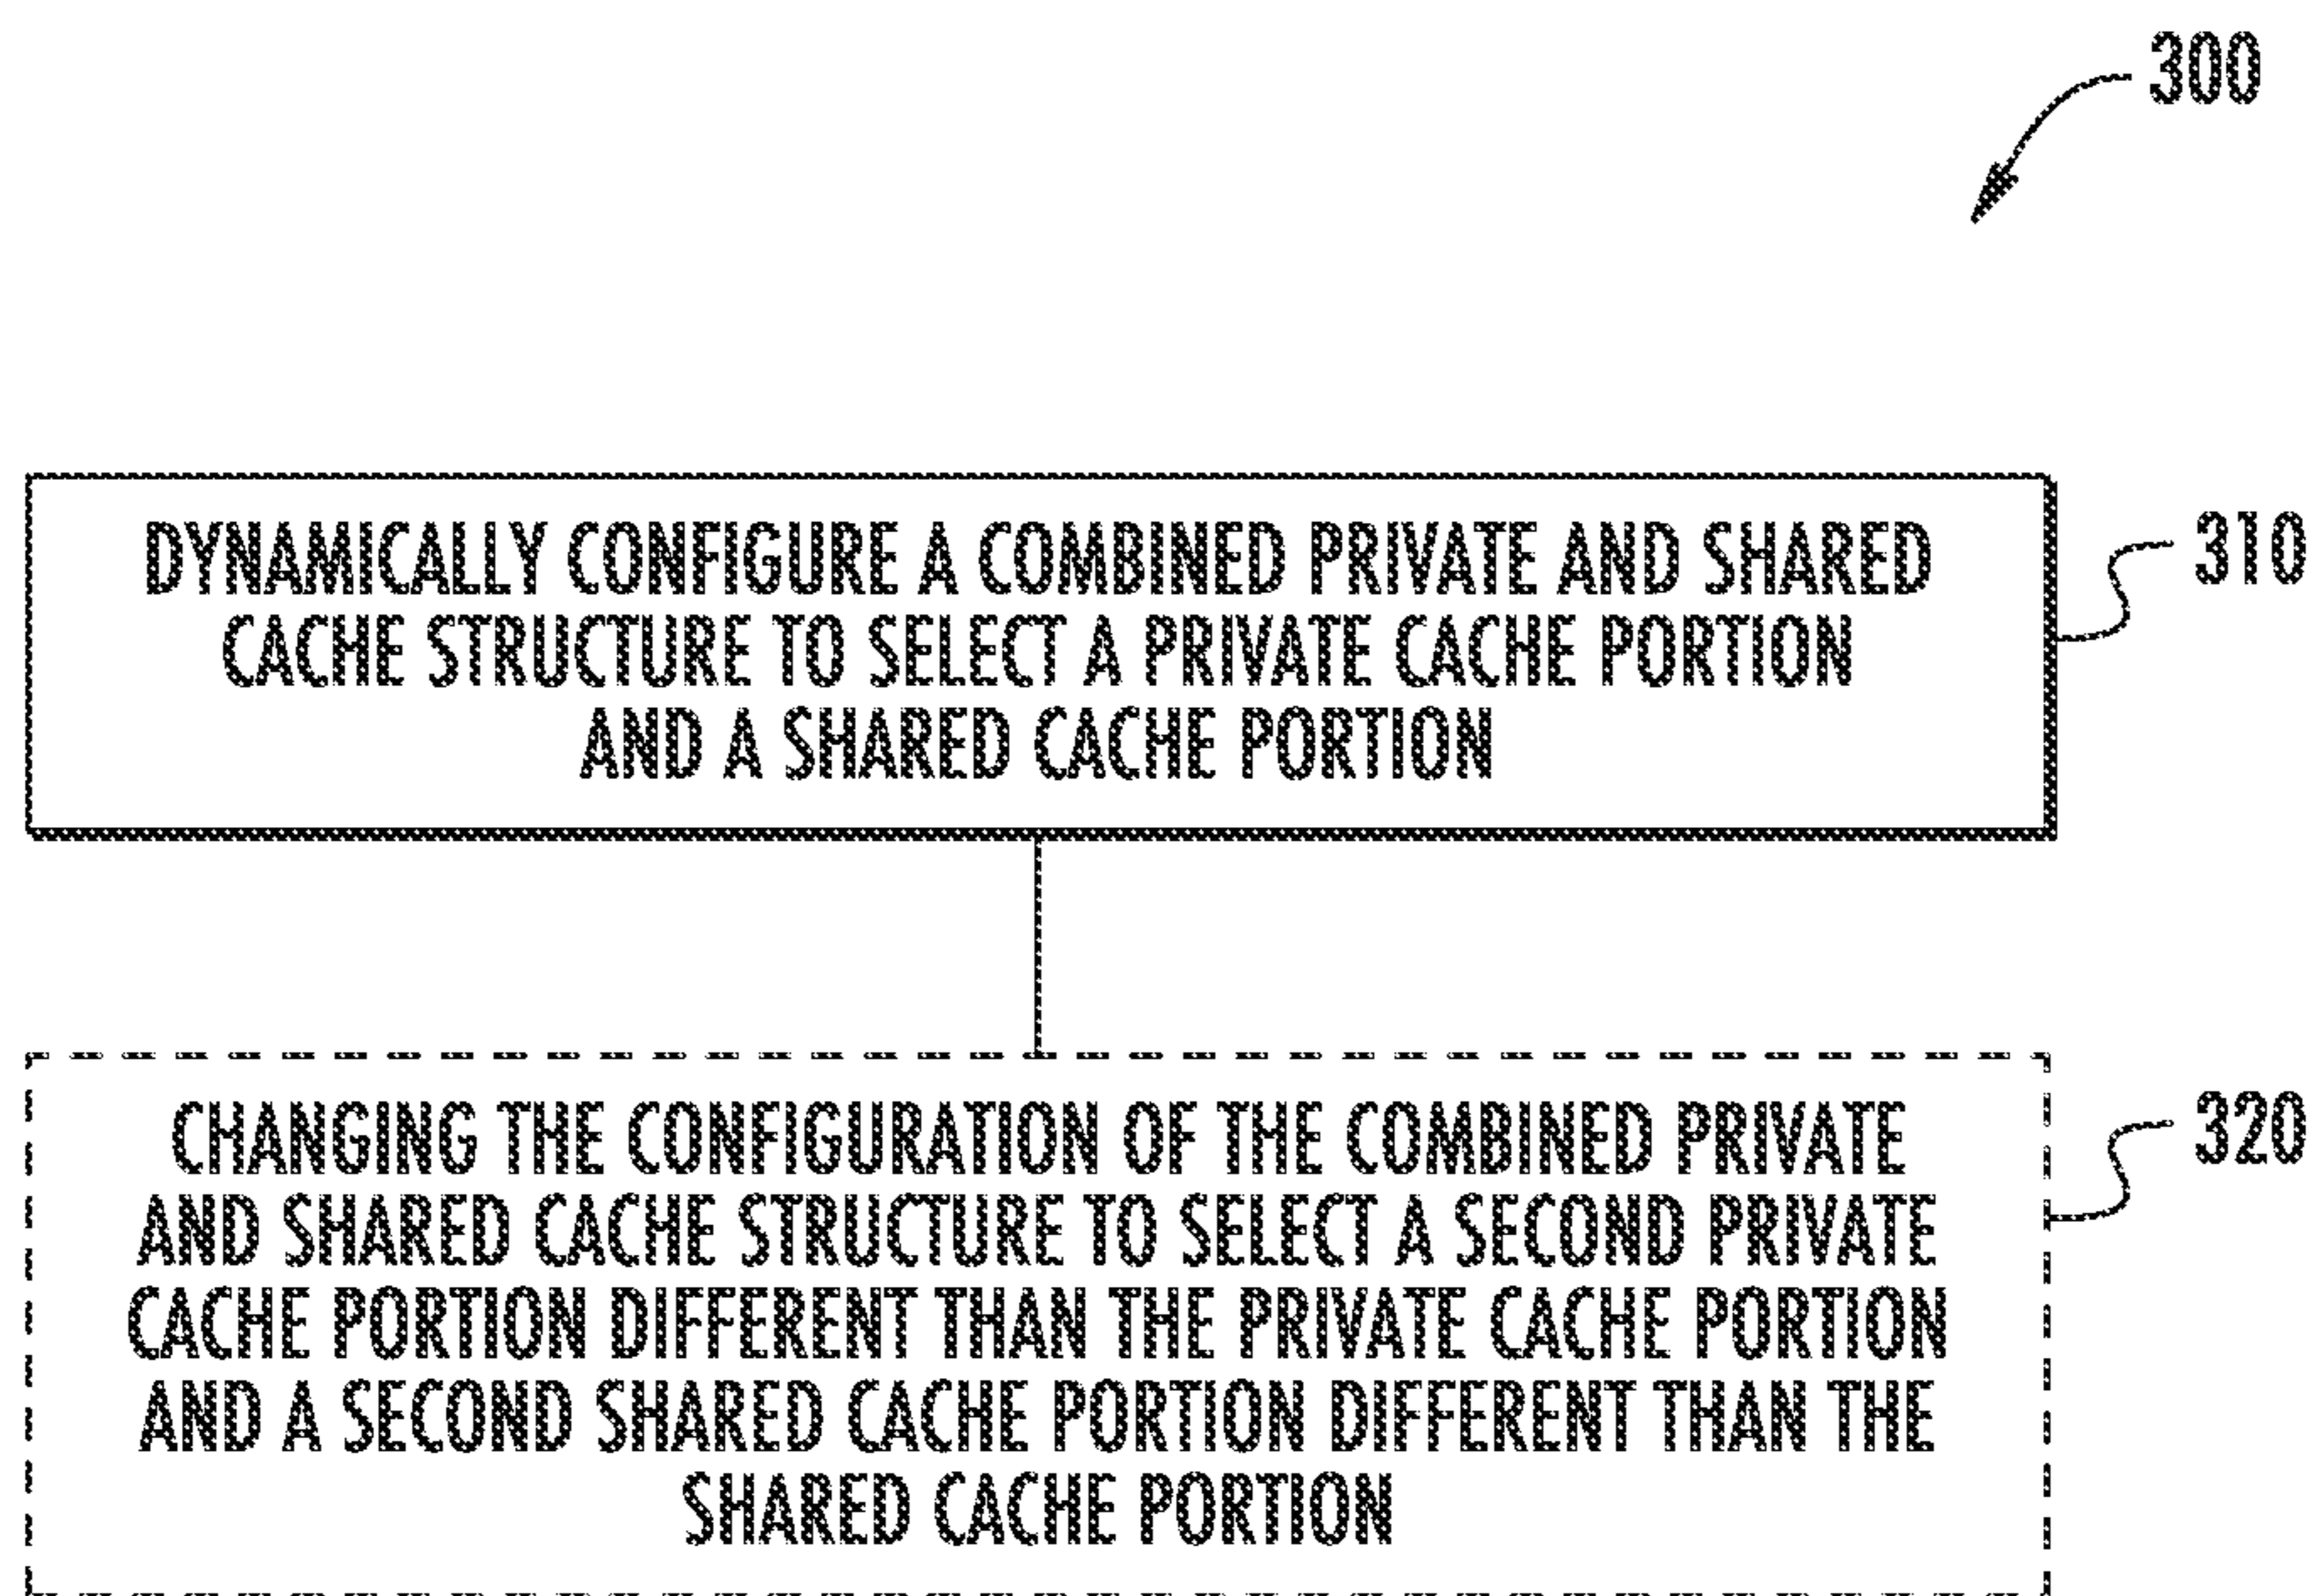 300
DYNAMICALLY CONFIGURE A COMBINED PRIVATE AND SHARED
CACHE STRUCTURE TO SELECT A PRIVATE CACHE PORTION
AND A SHARED CACHE PORTION
310
CHANGING THE CONFIGURATION OF THE COMBINED PRIVATE
AND SHARED CACHE STRUCTURE TO SELECT A SECOND PRIVATE
CACHE PORTION DIFFERENT THAN THE PRIVATE CACHE PORTION
AND A SECOND SHARED CACHE PORTION DIFFERENT THAN THE
SHARED CACHE PORTION
320